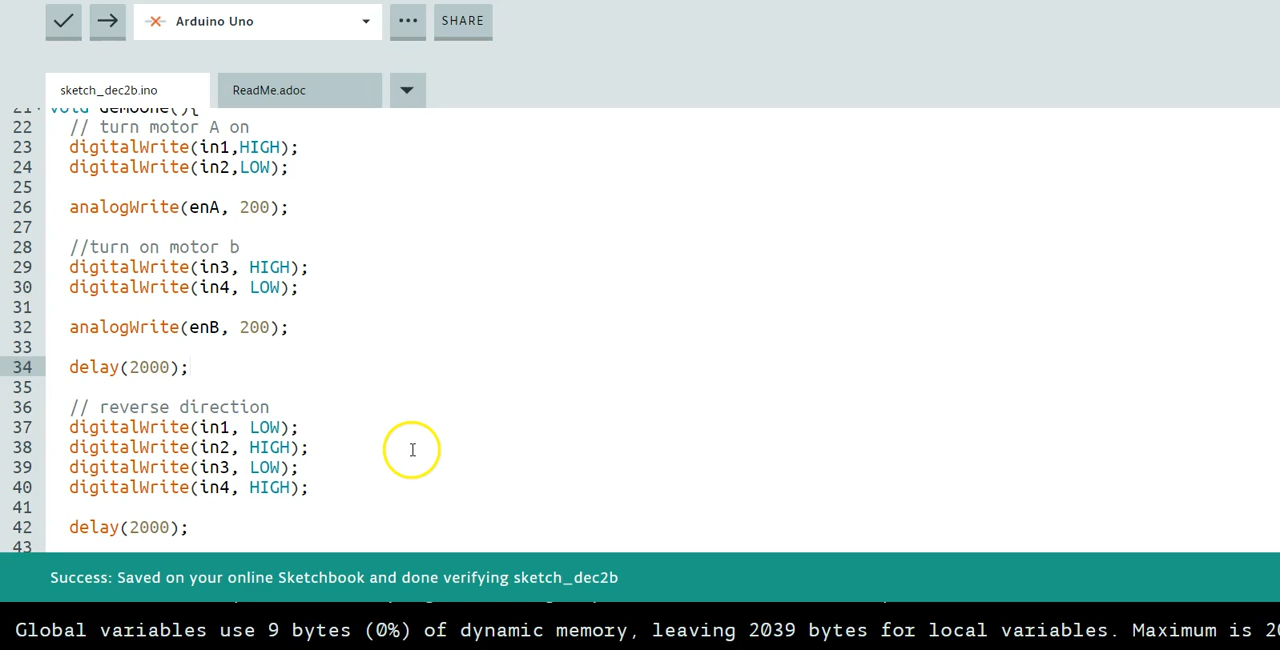 Arduino Uno
SHARE
sketch_dec2b.ino
ReadMe.adoc
21 void demoOne(){
22 // turn motor A on
23 digitalWrite(in1,HIGH);
24 digitalWrite(in2,LOW);
25
26 analogWrite(enA, 200);
27
28 //turn on motor b
29 digitalWrite(in3, HIGH);
30 digitalWrite(in4, LOW);
31
32 analogWrite(enB, 200);
33
34 delay(2000);
35
36 // reverse direction
37 digitalWrite(in1, LOW);
38 digitalWrite(in2, HIGH);
39 digitalWrite(in3, LOW);
40 digitalWrite(in4, HIGH);
41
42 delay(2000);
43
Success: Saved on your online Sketchbook and done verifying sketch_dec2b
Global variables use 9 bytes (0%) of dynamic memory, leaving 2039 bytes for local variables. Maximum is